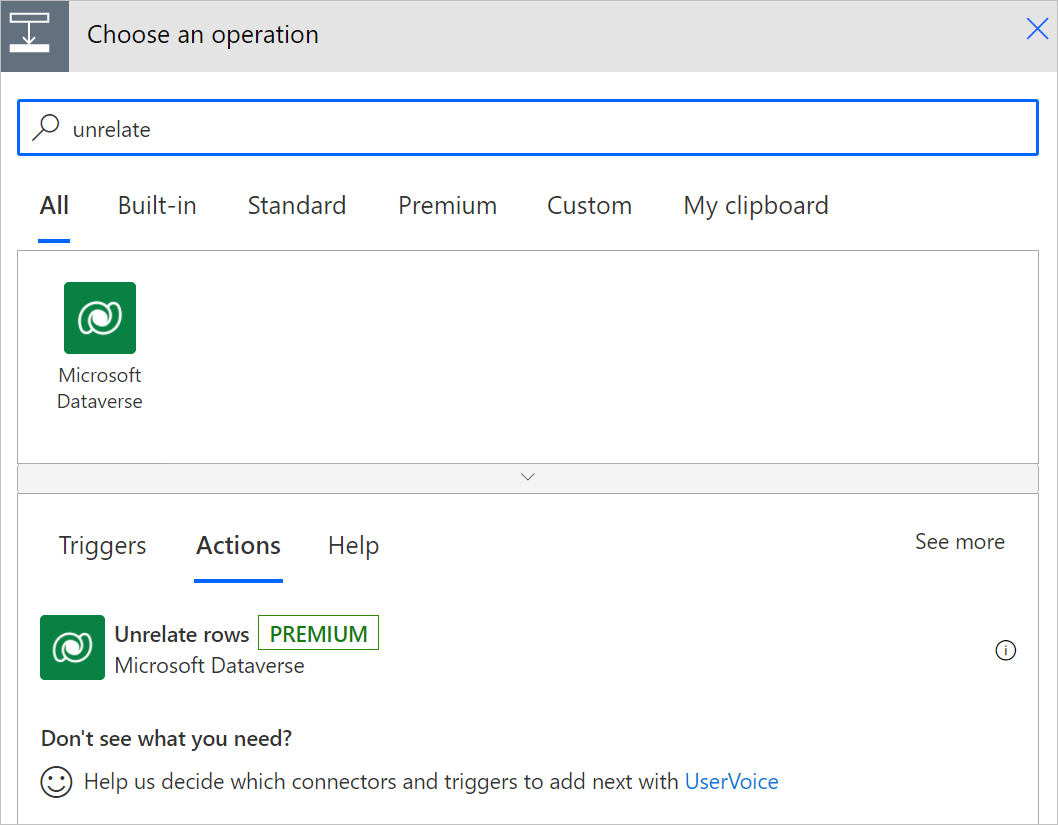 Choose an operation
unrelate
All Built-in Standard Premium Custom My clipboard
Microsoft
Dataverse
Triggers Actions Help See more
Unrelate rows PREMIUM
Microsoft Dataverse
Don't see what you need?
Help us decide which connectors and triggers to add next with UserVoice